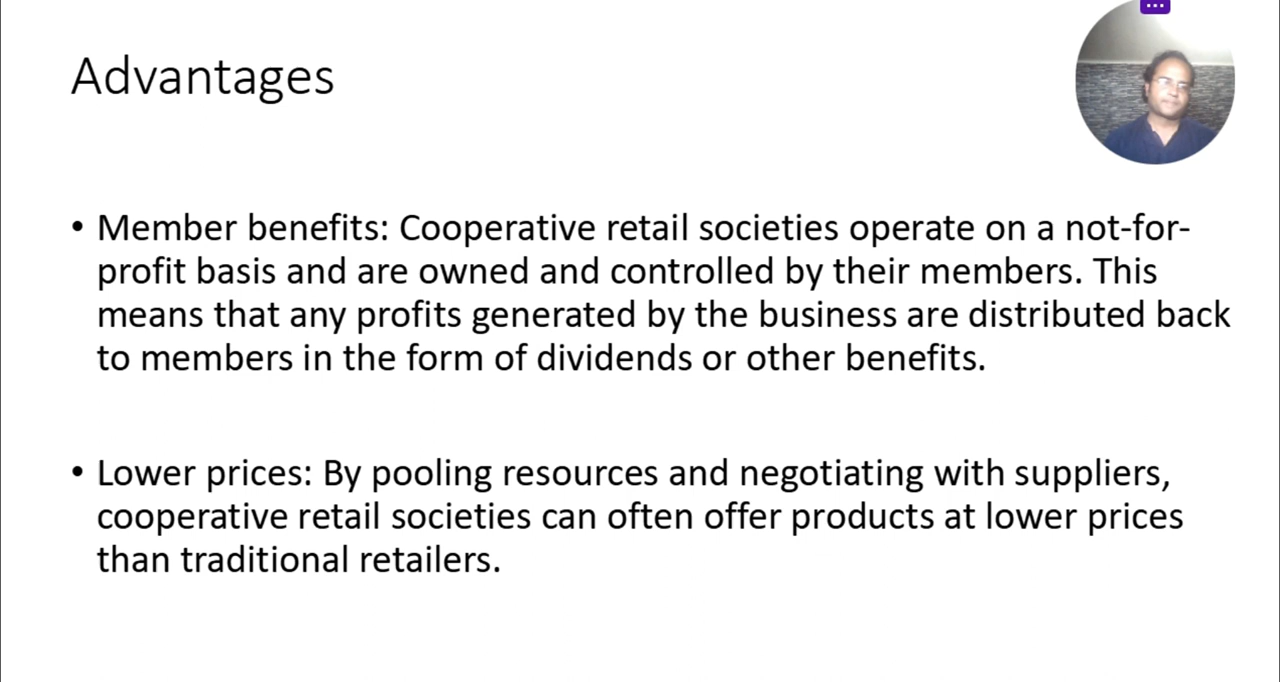 Advantages
• Member benefits: Cooperative retail societies operate on a not-for-
profit basis and are owned and controlled by their members. This
means that any profits generated by the business are distributed back
to members in the form of dividends or other benefits.
• Lower prices: By pooling resources and negotiating with suppliers,
cooperative retail societies can often offer products at lower prices
than traditional retailers.